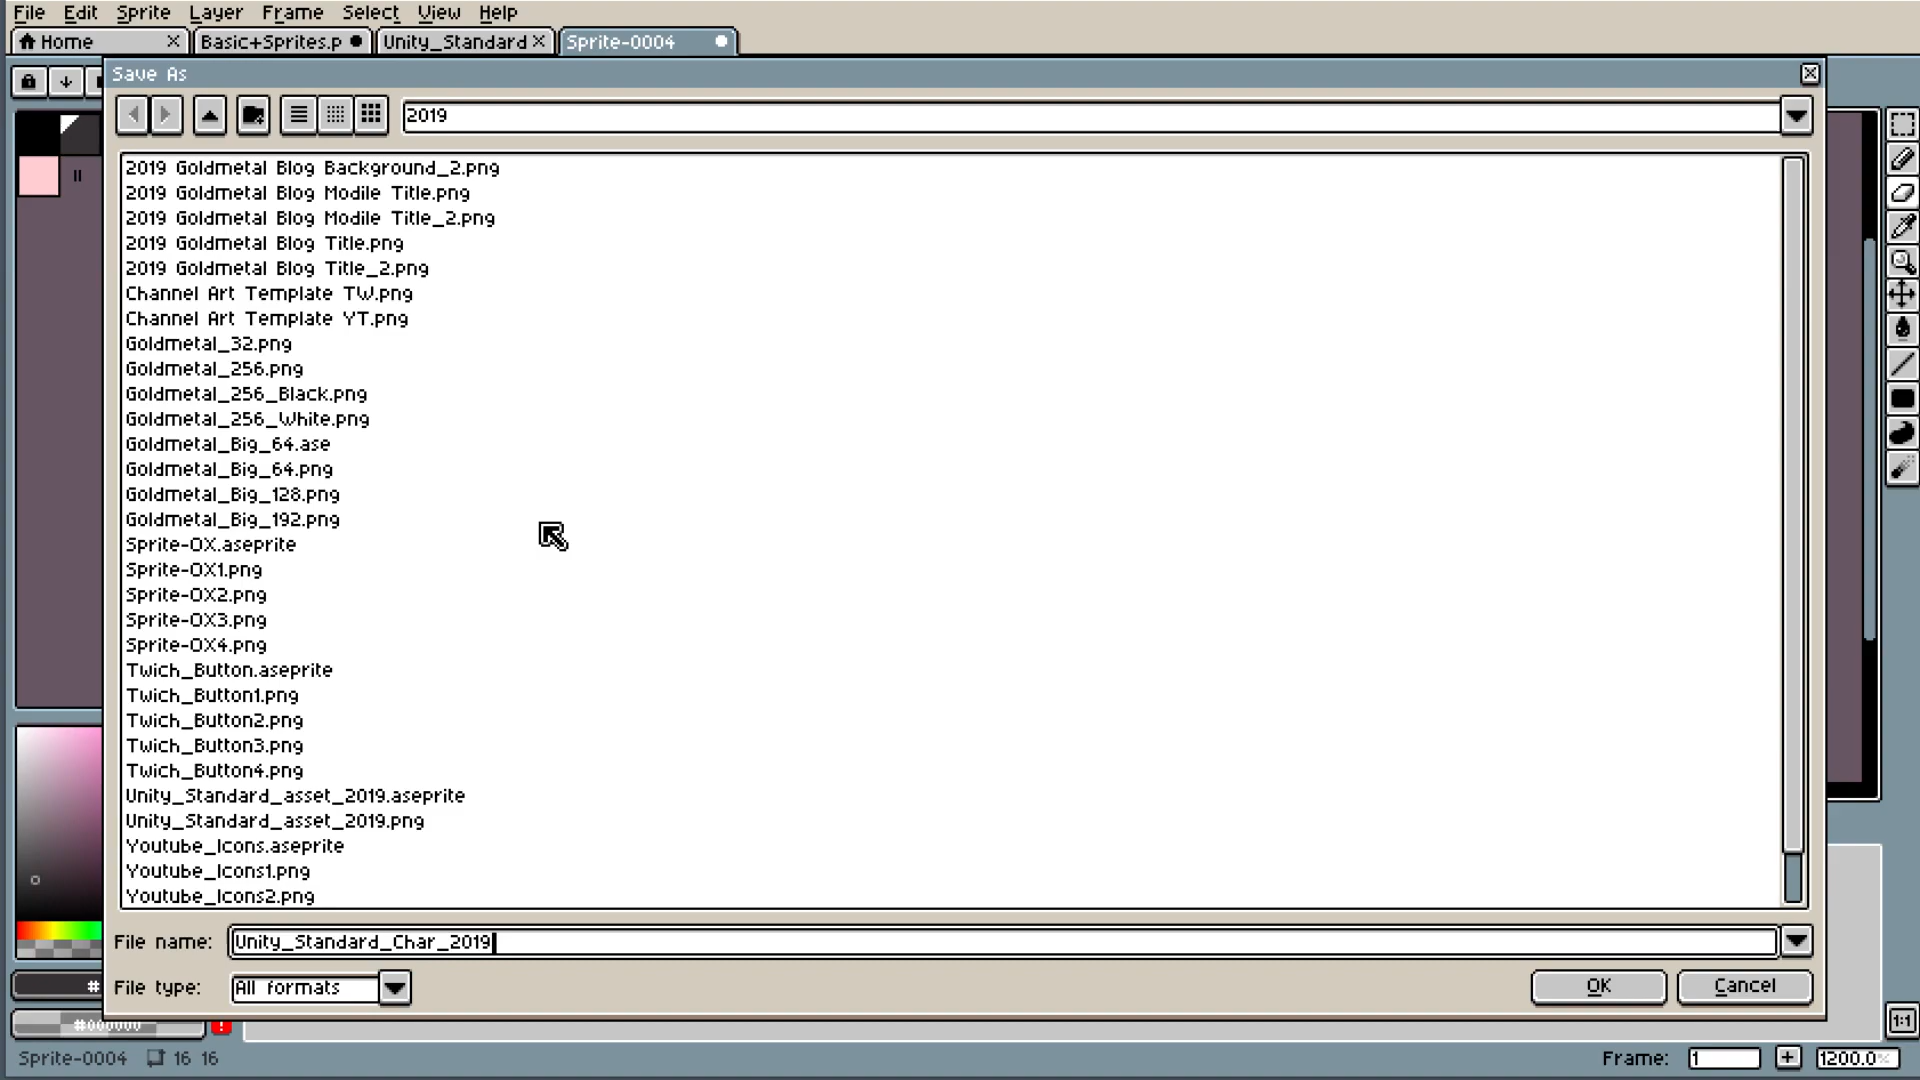 File Edit Sprite Layer Frame Select View Help
Home Basic+Sprites.p Unity_Standard Sprite-0004
Save As
2019
2019 Goldmetal Blog Background_2.png
2019 Goldmetal Blog Modile Title.png
2019 Goldmetal Blog Modile Title_2.png
2019 Goldmetal Blog Title.png
2019 Goldmetal Blog Title_2.png
Channel Art Template TW.png
Channel Art Template YT.png
Goldmetal_32.png
Goldmetal_256.png
Goldmetal_256_Black.png
Goldmetal_256_White.png
Goldmetal_Big_64.ase
Goldmetal_Big_64.png
Goldmetal_Big_128.png
Goldmetal_Big_192.png
Sprite-OX.aseprite
Sprite-OX1.png
Sprite-OX2.png
Sprite-OX3.png
Sprite-OX4.png
Twich_Button.aseprite
Twich_Button1.png
Twich_Button2.png
Twich_Button3.png
Twich_Button4.png
Unity_Standard_asset_2019.aseprite
Unity_Standard_asset_2019.png
Youtube_Icons.aseprite
Youtube_Icons1.png
Youtube_Icons2.png
File name: Unity_Standard_Char_2019
File type: All formats OK Cancel
#
#000000 ! 1:1
Sprite-0004 16 16 Frame: 1 + 1200.0%